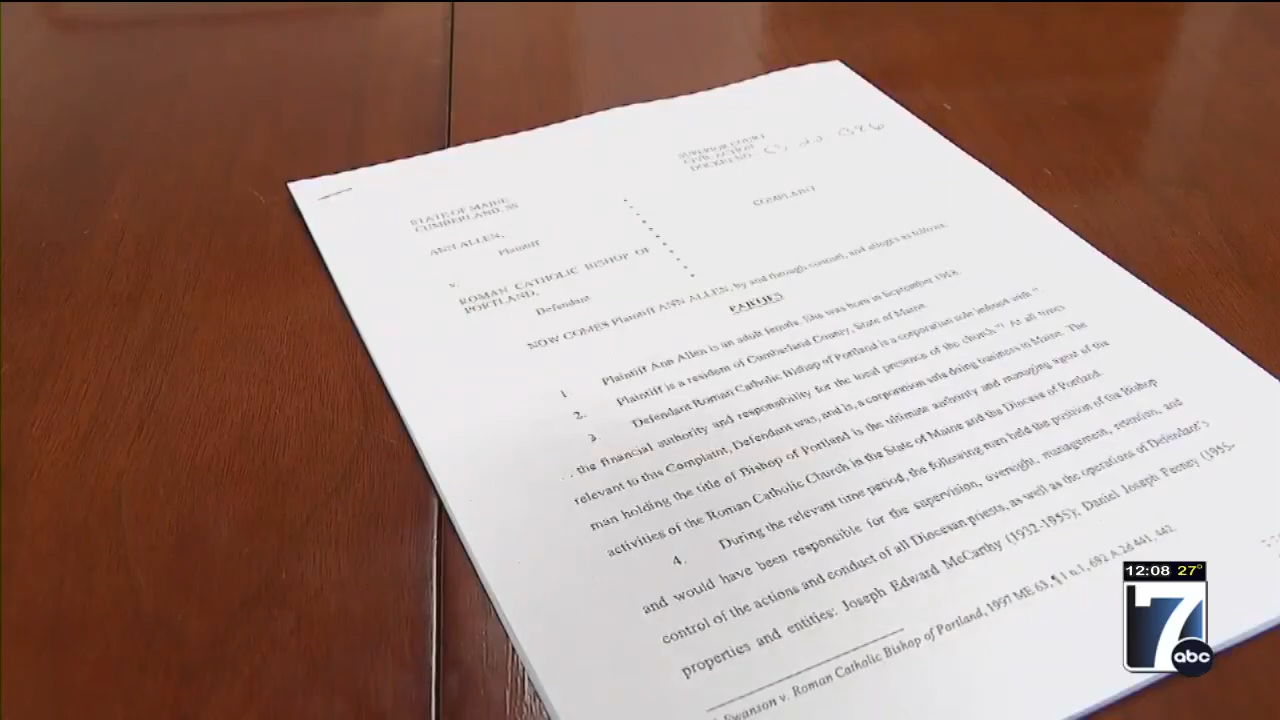 SUPERIOR COURT
CIVIL ACTION
DOCKET NO.
STATE OF MAINE
CUMBERLAND, SS
COMPLAINT
ANN ALLEN,
Plaintiff
v.
ROMAN CATHOLIC BISHOP OF
PORTLAND,
Defendant
NOW COMES Plaintiff ANN ALLEN, by and through counsel, and alleges as follows:
PARTIES
1. Plaintiff Ann Allen is an adult female. She was born in September
2. Plaintiff is a resident of Cumberland County, State of Maine.
3. Defendant Roman Catholic Bishop of Portland is a corporation sole imbued with "
. . . the financial authority and responsibility for the local presence of the church."1 At all times
relevant to this Complaint, Defendant was, and is, a corporation sole doing business in Maine. The
man holding the title of Bishop of Portland is the ultimate authority and managing agent of the
activities of the Roman Catholic Church in the State of Maine and the Diocese of Portland.
4. During the relevant time period, the following men held the position of the Bishop
and would have been responsible for the supervision, oversight, management, retention, and
control of the actions and conduct of all Diocesan priests, as well as the operations of Defendant's
properties and entities: Joseph Edward McCarthy (1932-1955); Daniel Joseph Feeney (1955-
Swanson v. Roman Catholic Bishop of Portland, 1997 ME 63, ¶ 1 n.1, 692 A.2d 441, 442.
12:08 27°
7
abc